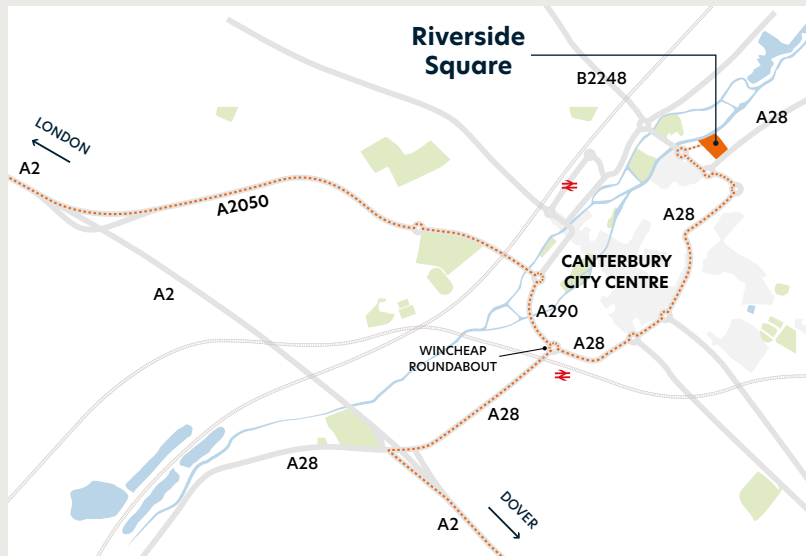 Riverside
Square
B2248
A28
LONDON
A2
A2050
A28
CANTERBURY
CITY CENTRE
A2
A290
A28
WINCHEAP
ROUNDABOUT
A28
A28
DOVER
A2